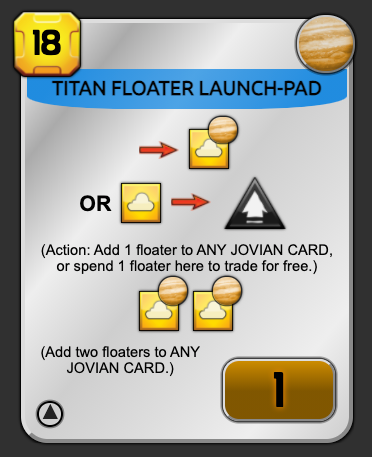 18
TITAN FLOATER LAUNCH-PAD
OR
(Action: Add 1 floater to ANY JOVIAN CARD,
or spend 1 floater here to trade for free.)
(Add two floaters to ANY
JOVIAN CARD.)
1